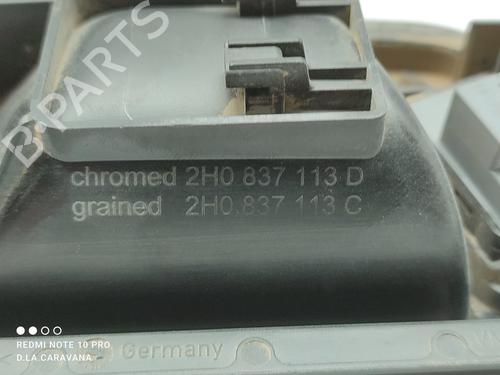 BPARTS
chromed 2H0 837 113 D
grained 2H0.837 113 C
Germany
REDMI NOTE 10 PRO
D.LA CARAVANA